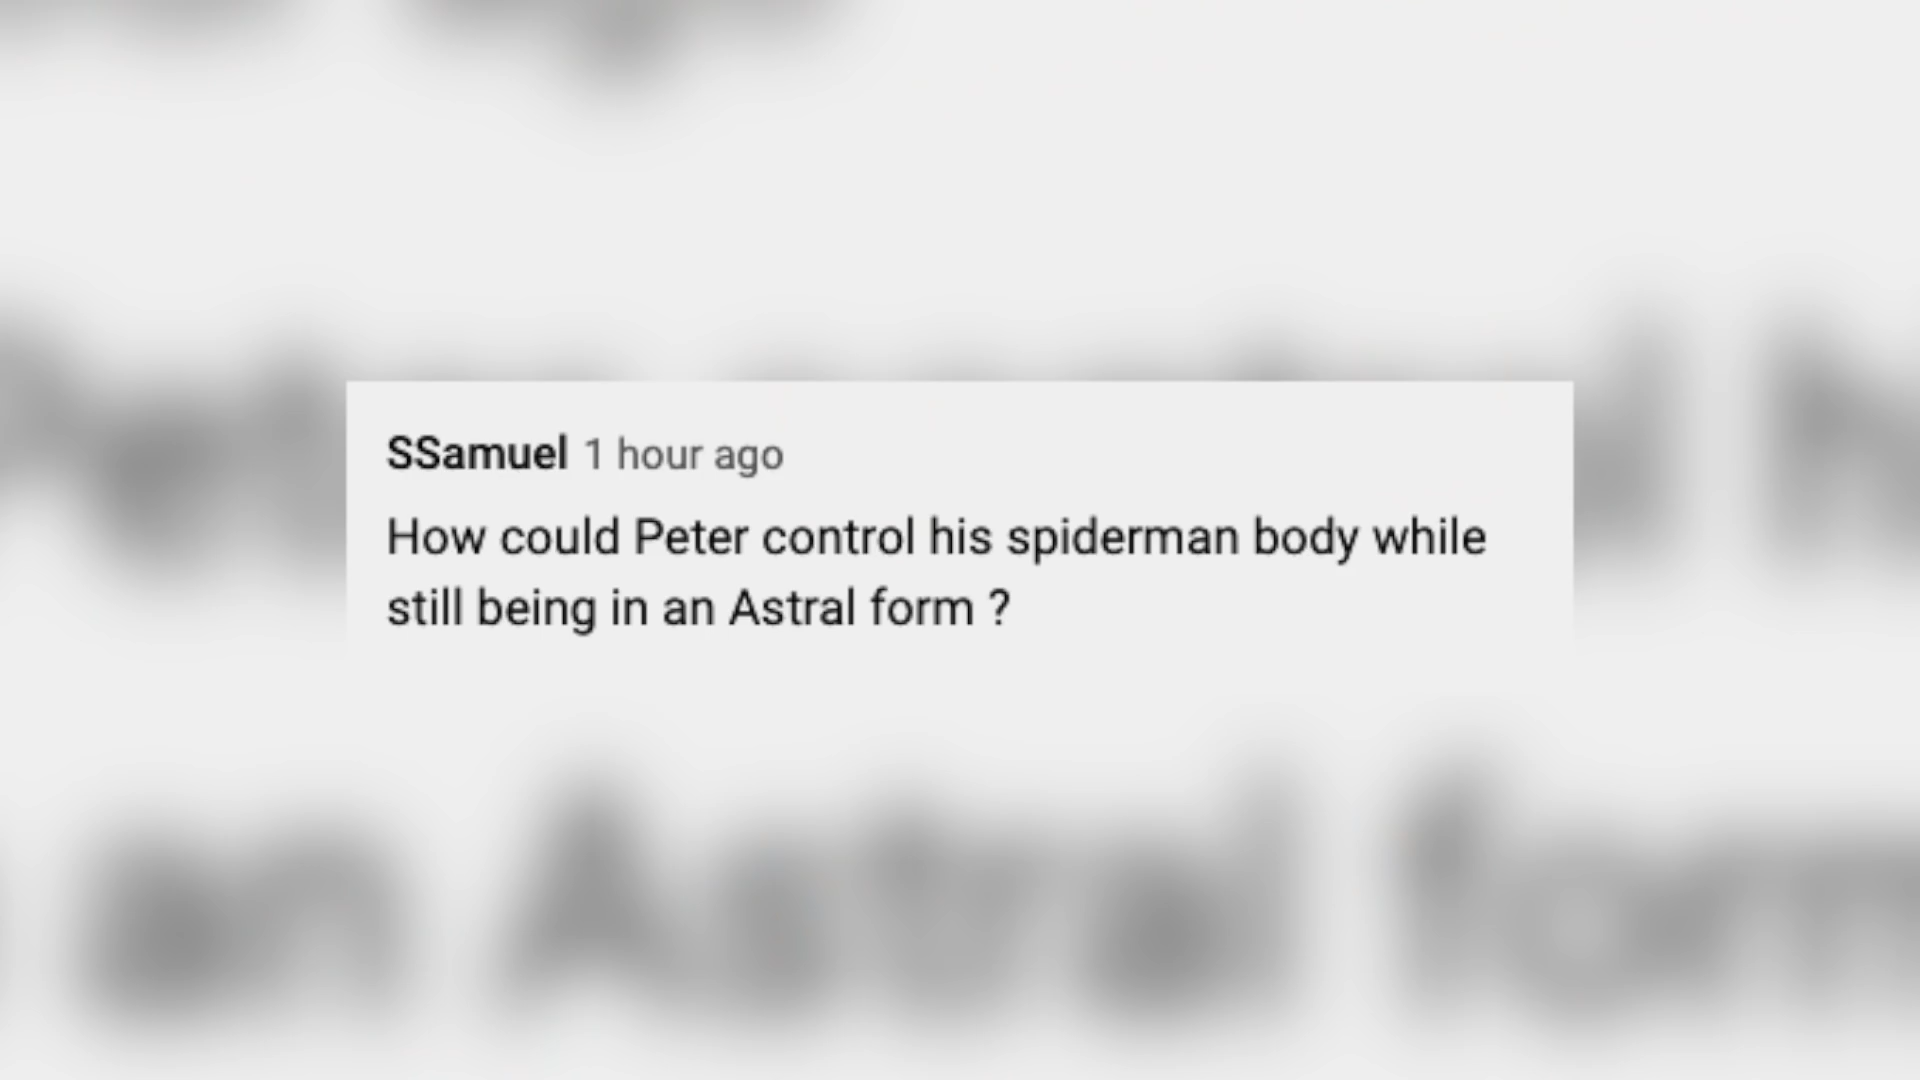 SSamuel 1 hour ago
How could Peter control his spiderman body while
still being in an Astral form ?